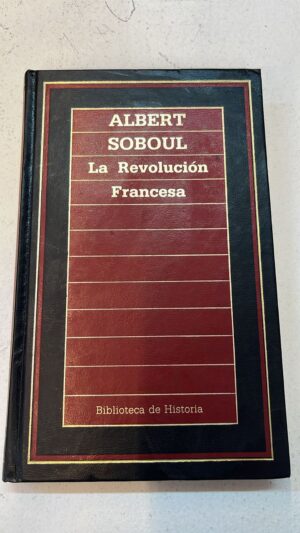 ALBERT
SOBOUL
La Revolución
Francesa
Biblioteca de Historia